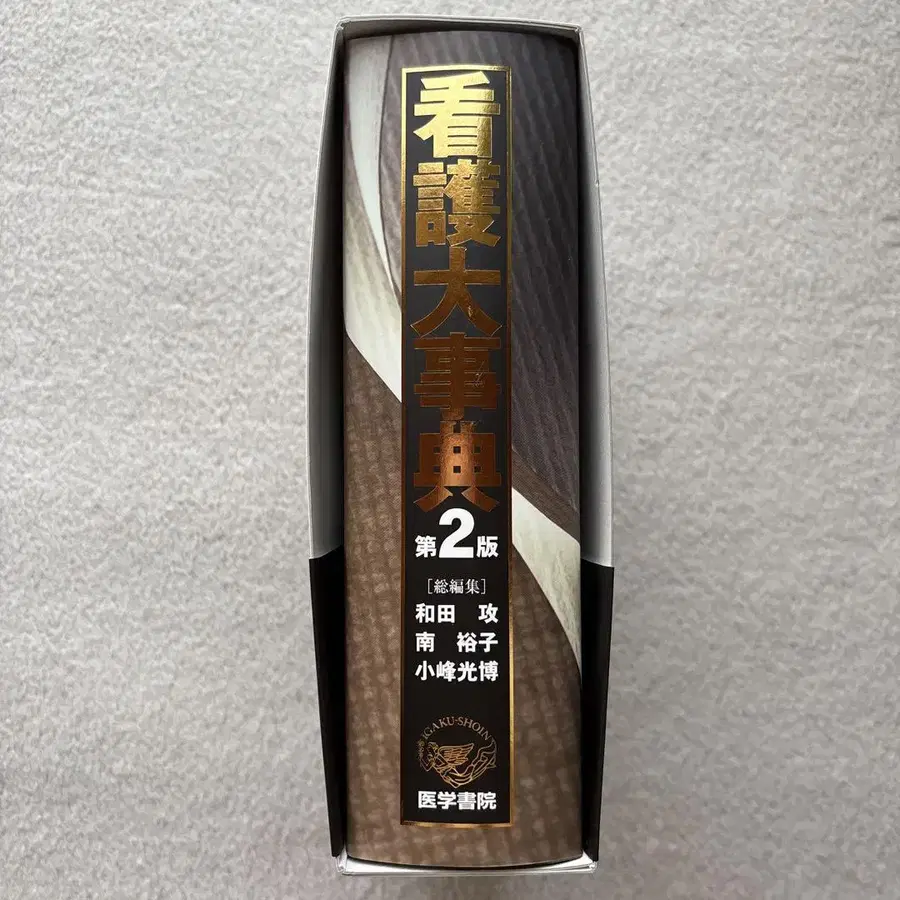 看護大事典
第2版
［総編集］
和田 攻
南 裕子
小峰光博
IGAKU-SHOIN
医学書院